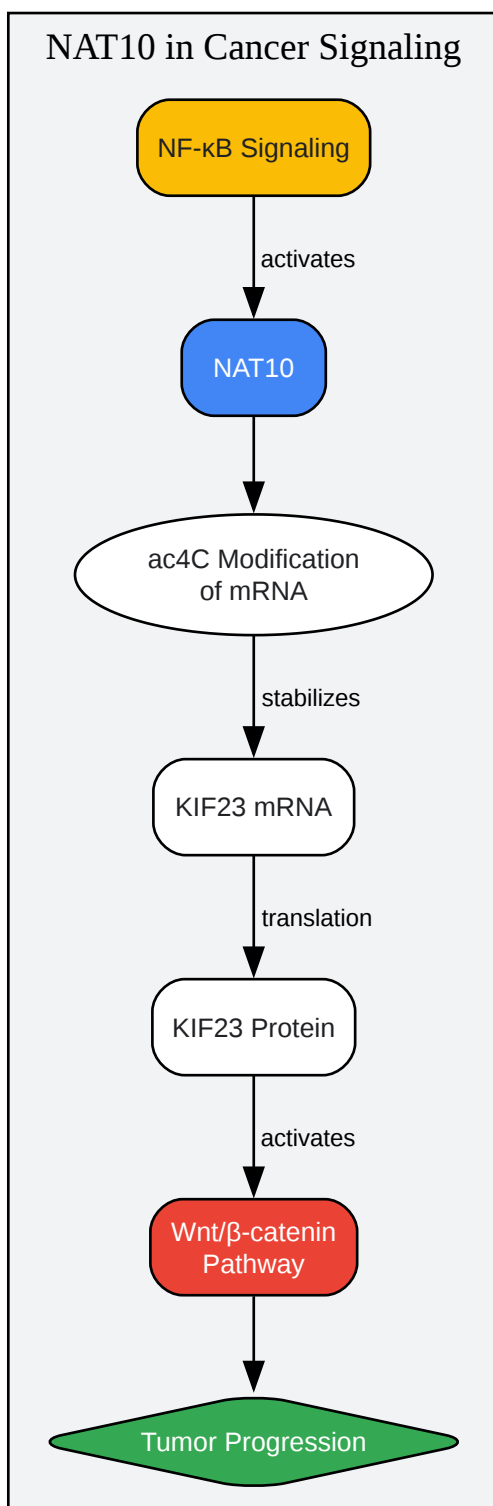 NAT10 in Cancer Signaling
NF-κB Signaling
activates
NAT10
ac4C Modification
of mRNA
stabilizes
KIF23 mRNA
translation
KIF23 Protein
activates
Wnt/β-catenin
Pathway
Tumor Progression